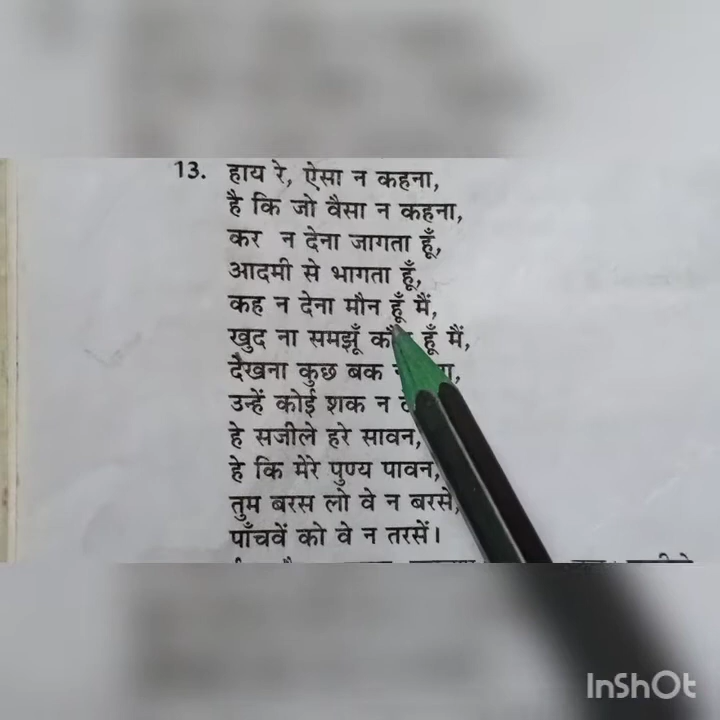 13. हाय रे, ऐसा न कहना,
है कि जो वैसा न कहना,
कर न देना जागता हूँ,
आदमी से भागता हूँ,
कह न देना मौन हूँ मैं,
खुद ना समझूँ हूँ मैं,
देखना कुछ बक
उन्हें कोई शक न
हे सजीले हरे सावन,
हे कि मेरे पुण्य पावन,
तुम बरस लो वे न बरसें,
पाँचवें को वे न तरसें।
InShOt